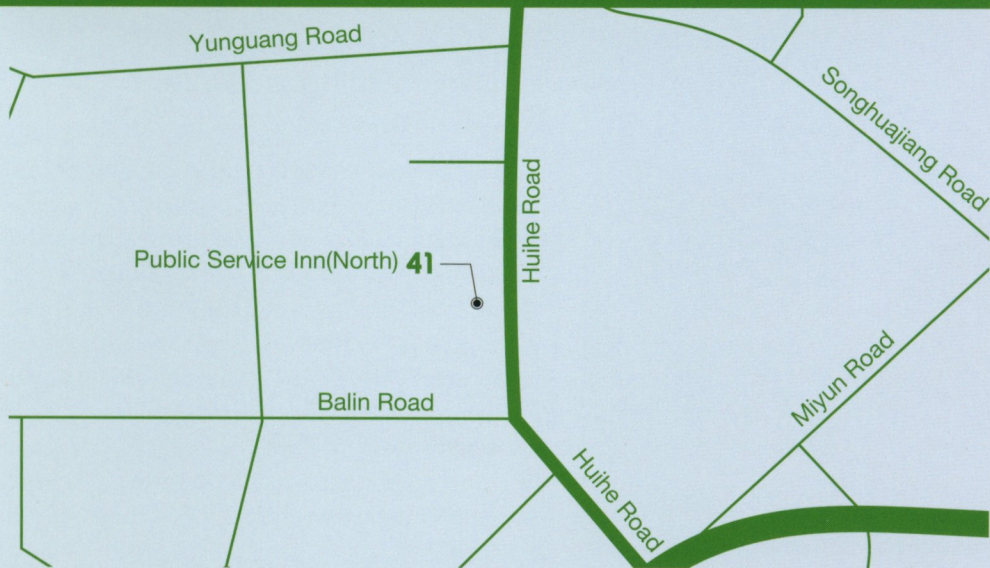 Yunguang Road
Songhuajiang Road
Huihe Road
Public Service Inn(North) 41
Miyun Road
Balin Road
Huihe Road